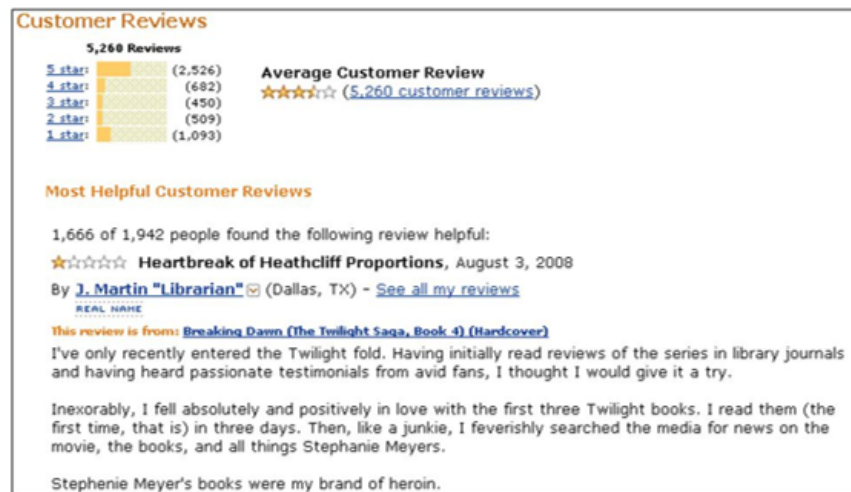 Customer Reviews
5,260 Reviews
5 star: (2,526)
4 star: (682)
3 star: (450)
2 star: (509)
1 star: (1,093)
Average Customer Review
(5,260 customer reviews)
Most Helpful Customer Reviews
1,666 of 1,942 people found the following review helpful:
Heartbreak of Heathcliff Proportions, August 3, 2008
By J. Martin "Librarian" (Dallas, TX) - See all my reviews
REAL NAME
This review is from: Breaking Dawn (The Twilight Saga, Book 4) (Hardcover)
I've only recently entered the Twilight fold. Having initially read reviews of the series in library journals
and having heard passionate testimonials from avid fans, I thought I would give it a try.
Inexorably, I fell absolutely and positively in love with the first three Twilight books. I read them (the
first time, that is) in three days. Then, like a junkie, I feverishly searched the media for news on the
movie, the books, and all things Stephanie Meyers.
Stephenie Meyer's books were my brand of heroin.